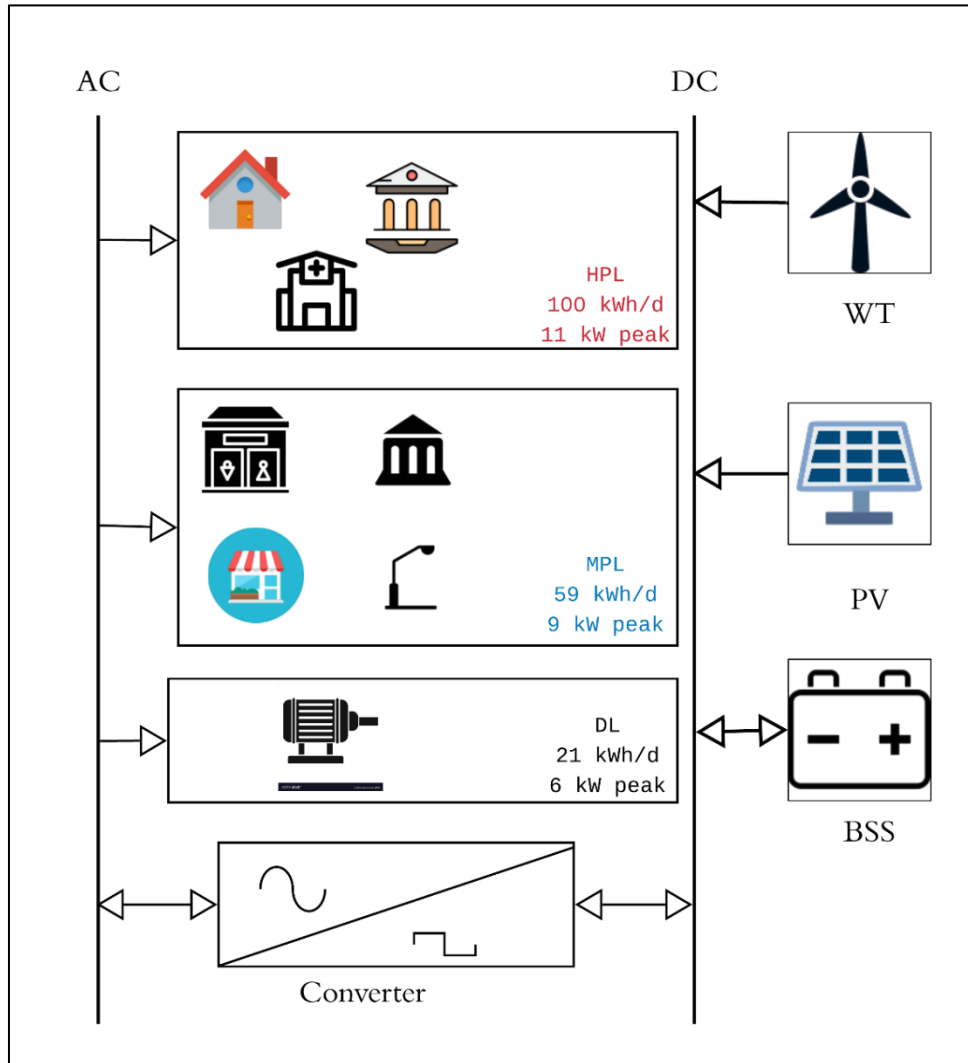 AC
DC
HPL
100 kWh/d
11 kW peak
WT
MPL
59 kWh/d
9 kW peak
PV
DL
21 kWh/d
6 kW peak
BSS
Converter